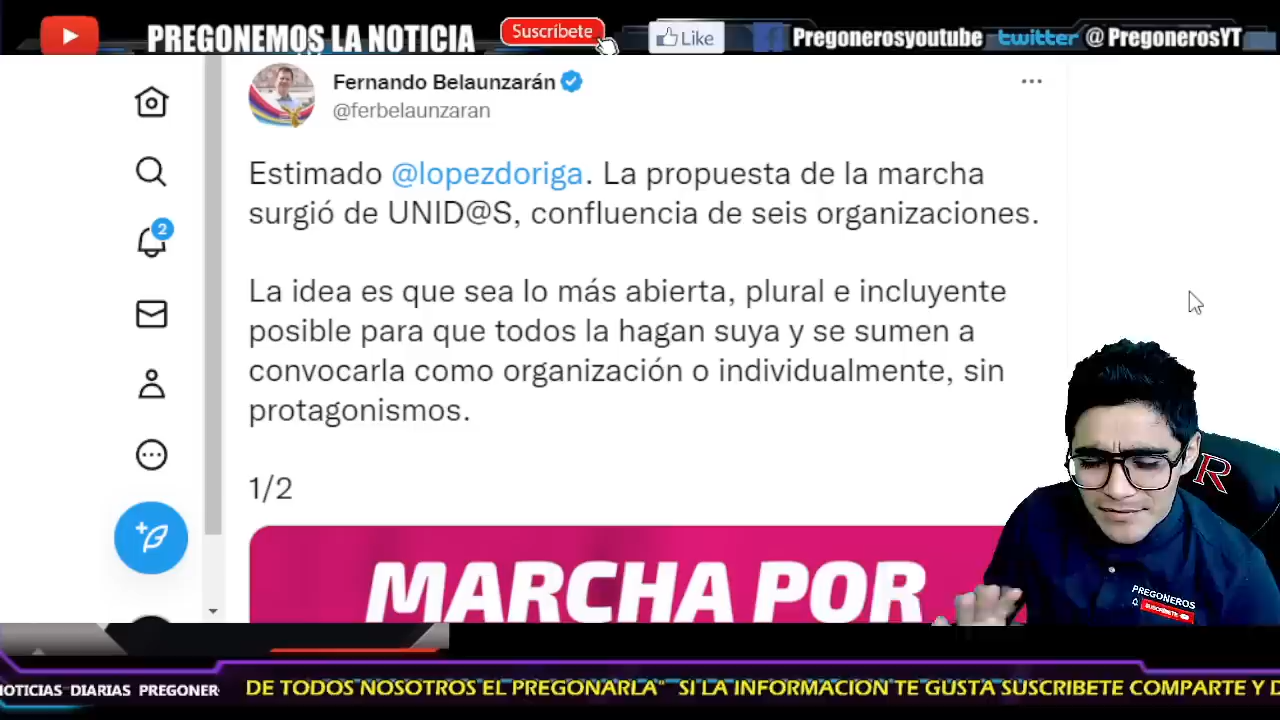 PREGONEMOS LA NOTICIA
Suscríbete
Like
Pregonerosyoutube
twitter @PregonerosYT
Fernando Belaunzarán
@ferbelaunzaran
2
Estimado @lopezdoriga. La propuesta de la marcha
surgió de UNID@S, confluencia de seis organizaciones.
La idea es que sea lo más abierta, plural e incluyente
posible para que todos la hagan suya y se sumen a
convocarla como organización o individualmente, sin
protagonismos.
1/2
MARCHA POR
R
PREGONEROS
SUSCRÍBETE
NOTICIAS DIARIAS PREGONER
DE TODOS NOSOTROS EL PREGONARLA" SI LA INFORMACION TE GUSTA SUSCRIBETE COMPARTE Y D